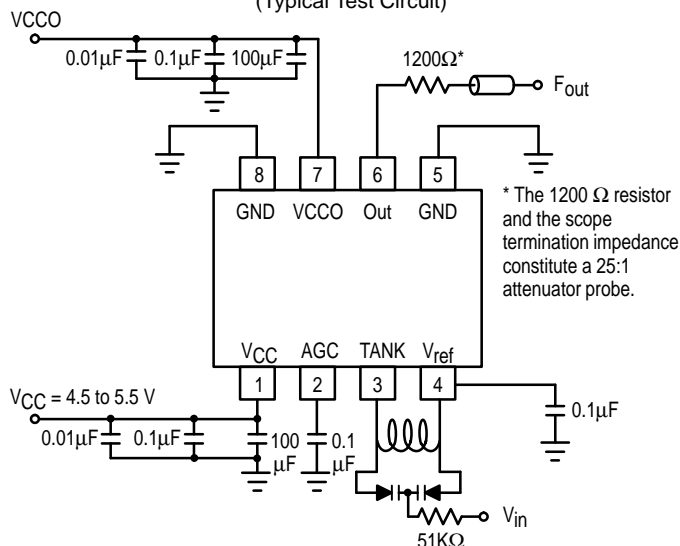 (Typical Test Circuit)
VCCO
0.01μF
0.1μF
100μF
1200Ω*
Fout
8
7
6
5
GND
VCCO
Out
GND
* The 1200 Ω resistor
and the scope
termination impedance
constitute a 25:1
attenuator probe.
VCC
AGC
TANK
Vref
1
2
3
4
VCC = 4.5 to 5.5 V
0.01μF
0.1μF
100
μF
0.1
μF
0.1μF
Vin
51KΩ